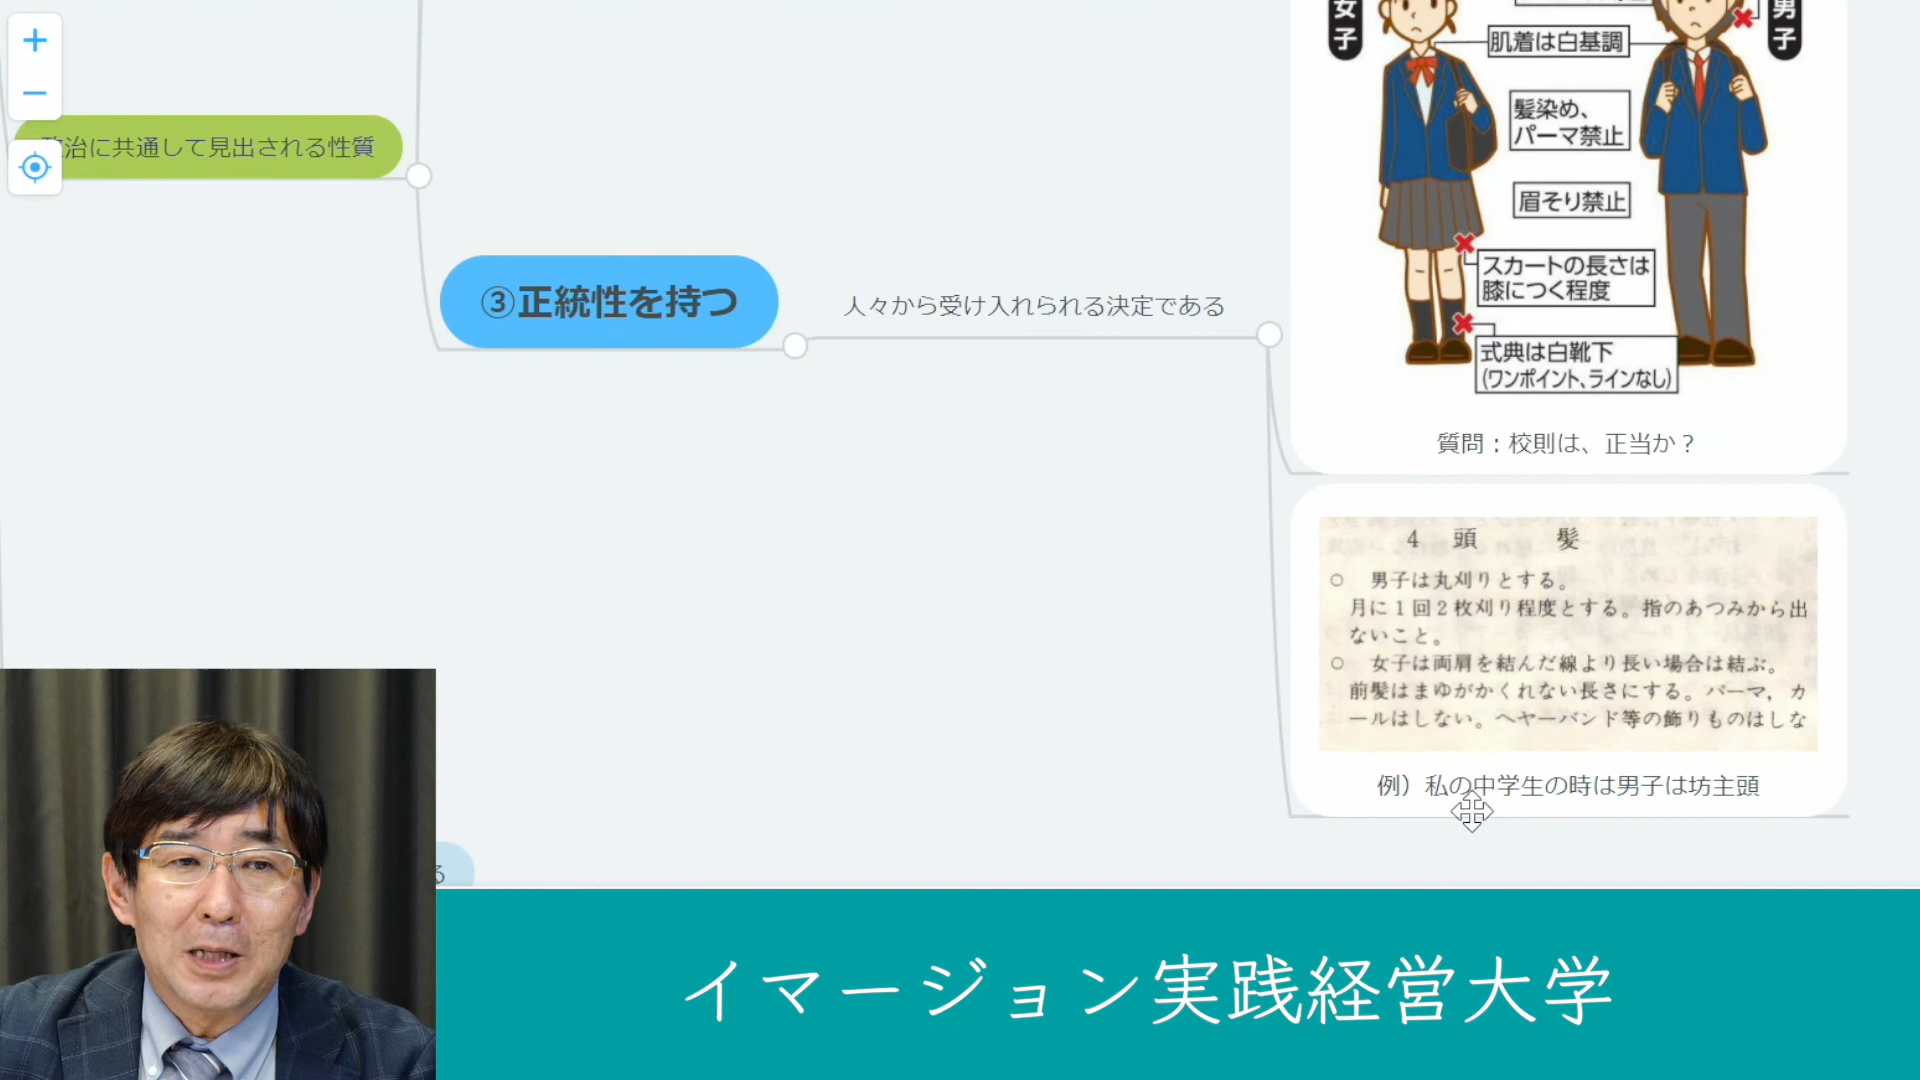 女子
男子
肌着は白基調
髪染め、
パーマ禁止
眉そり禁止
スカートの長さは
膝につく程度
式典は白靴下
(ワンポイント、ラインなし)
質問：校則は、正当か？
治に共通して見出される性質
③正統性を持つ
人々から受け入れられる決定である
4 頭 髪
○ 男子は丸刈りとする。
月に1回2枚刈り程度とする。指のあつみから出
ないこと。
○ 女子は両肩を結んだ線より長い場合は結ぶ。
前髪はまゆがかくれない長さにする。パーマ，カ
ールはしない。ヘヤーバンド等の飾りものはしな
例）私の中学生の時は男子は坊主頭
る
イマージョン実践経営大学